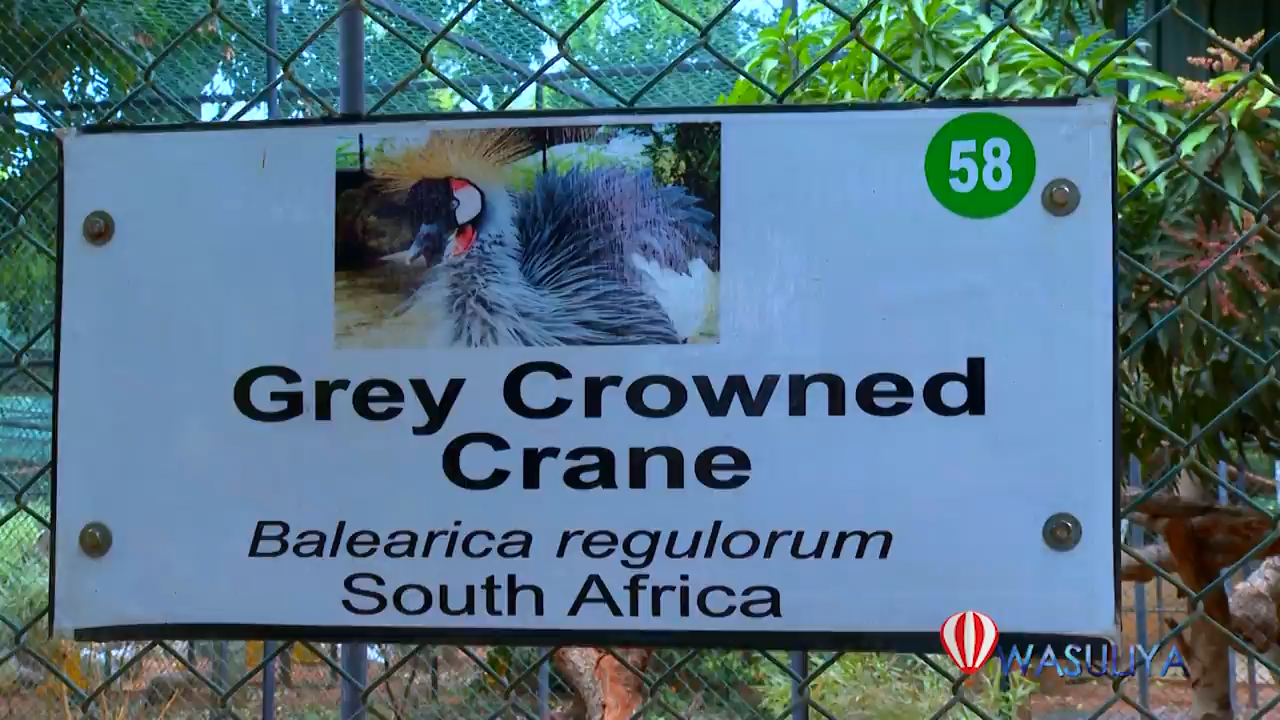 58
Grey Crowned
Crane
Balearica regulorum
South Africa
WASULIYA